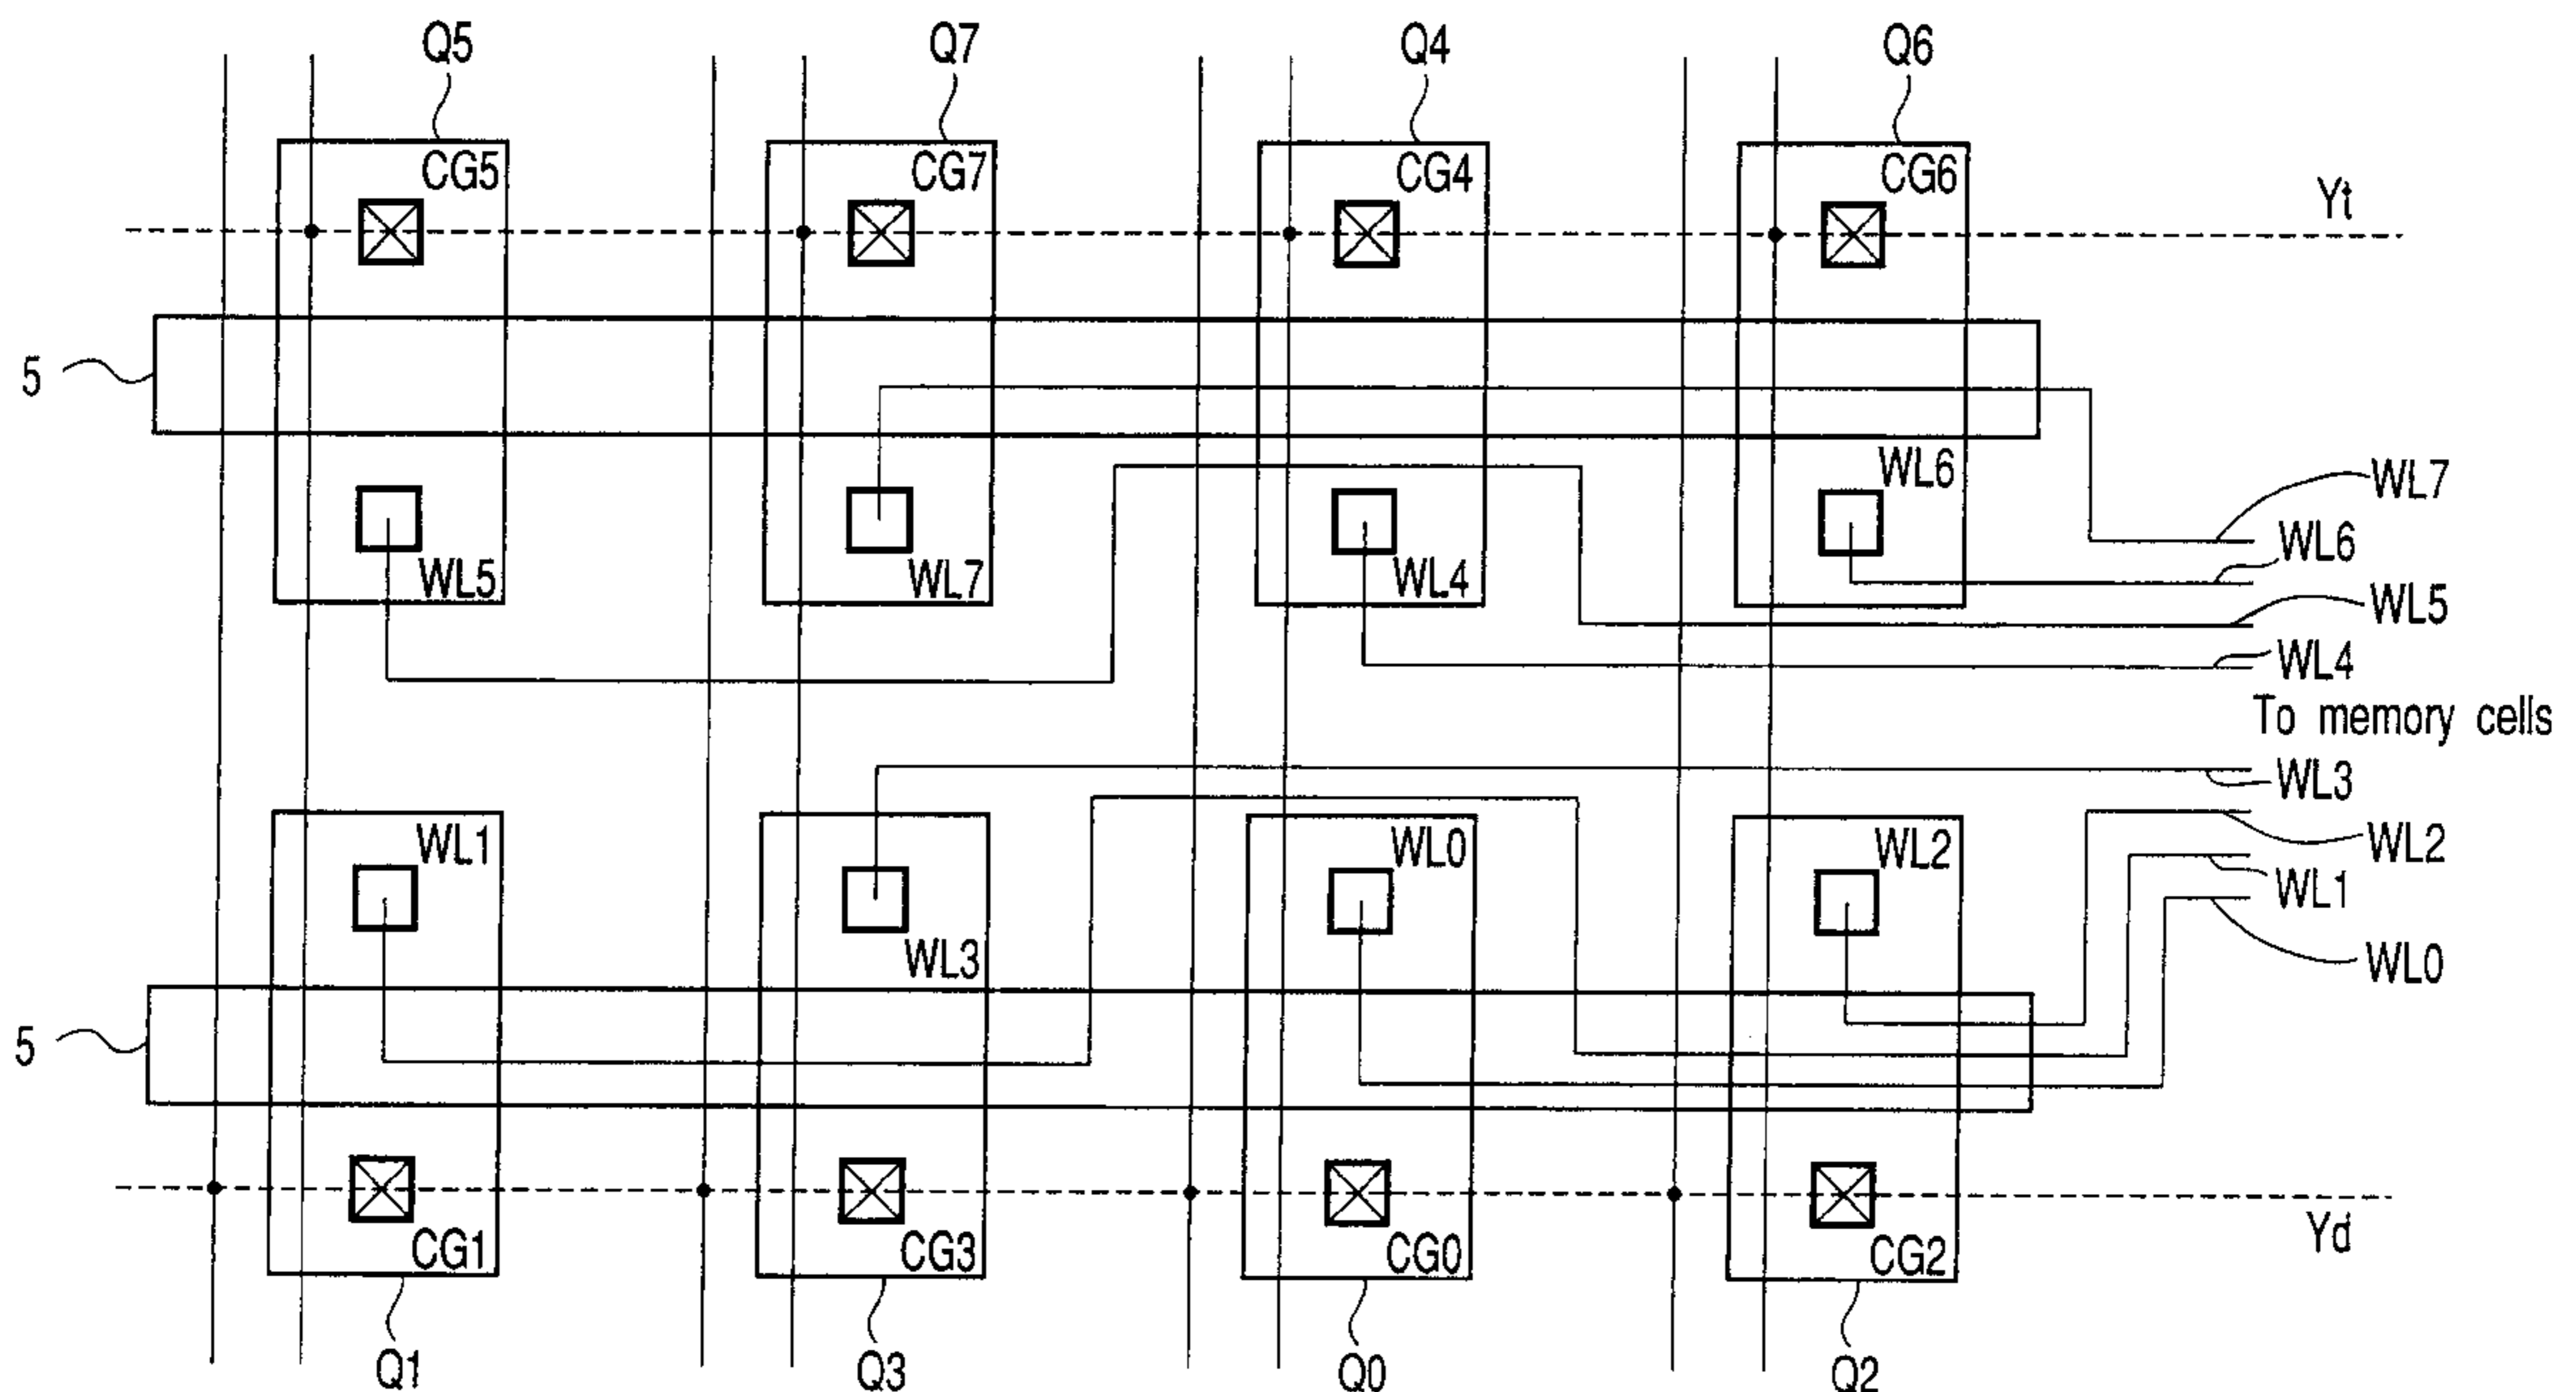 Q5 Q7 Q4 Q6
CG5 CG7 CG4 CG6
Yt
5
WL6 WL7
WL6
WL5 WL7 WL4 WL5
WL4
To memory cells
WL3
WL1 WL0 WL2 WL2
WL1
WL3 WL0
5
CG1 CG3 CG0 CG2 Yd
Q1 Q3 Q0 Q2